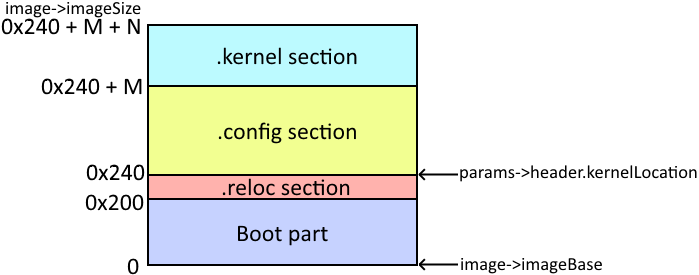 image->imageSize
0x240 + M + N
.kernel section
0x240 + M
.config section
0x240
params->header.kernelLocation
.reloc section
0x200
Boot part
0
image->imageBase